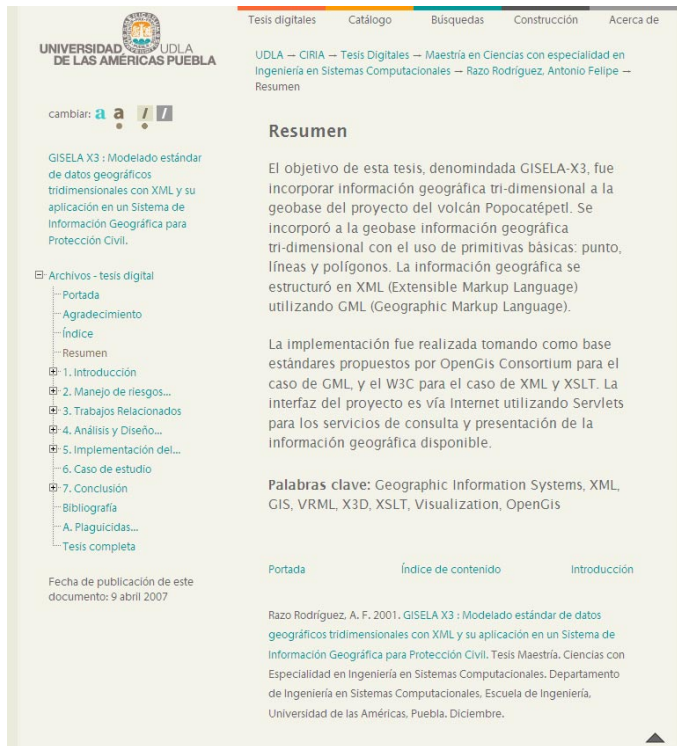 Tesis digitales Catálogo Búsquedas Construcción Acerca de
UNIVERSIDAD UDLA
DE LAS AMÉRICAS PUEBLA
UDLA — CIRIA — Tesis Digitales — Maestría en Ciencias con especialidad en
Ingeniería en Sistemas Computacionales — Razo Rodríguez, Antonio Felipe —
Resumen
cambiar: a a / /
GISELA X3 : Modelado estándar
de datos geográficos
tridimensionales con XML y su
aplicación en un Sistema de
Información Geográfica para
Protección Civil.
Archivos - tesis digital
Portada
Agradecimiento
Índice
Resumen
1. Introducción
2. Manejo de riesgos...
3. Trabajos Relacionados
4. Análisis y Diseño...
5. Implementación del...
6. Caso de estudio
7. Conclusión
Bibliografía
A. Plaguicidas...
Tesis completa
Fecha de publicación de este
documento: 9 abril 2007
Resumen
El objetivo de esta tesis, denomindada GISELA-X3, fue
incorporar información geográfica tri-dimensional a la
geobase del proyecto del volcán Popocatépetl. Se
incorporó a la geobase información geográfica
tri-dimensional con el uso de primitivas básicas: punto,
líneas y polígonos. La información geográfica se
estructuró en XML (Extensible Markup Language)
utilizando GML (Geographic Markup Language).
La implementación fue realizada tomando como base
estándares propuestos por OpenGis Consortium para el
caso de GML, y el W3C para el caso de XML y XSLT. La
interfaz del proyecto es vía Internet utilizando Servlets
para los servicios de consulta y presentación de la
información geográfica disponible.
Palabras clave: Geographic Information Systems, XML,
GIS, VRML, X3D, XSLT, Visualization, OpenGis
Portada Índice de contenido Introducción
Razo Rodríguez, A. F. 2001. GISELA X3 : Modelado estándar de datos
geográficos tridimensionales con XML y su aplicación en un Sistema de
Información Geográfica para Protección Civil. Tesis Maestría. Ciencias con
Especialidad en Ingeniería en Sistemas Computacionales. Departamento
de Ingeniería en Sistemas Computacionales, Escuela de Ingeniería,
Universidad de las Américas, Puebla. Diciembre.